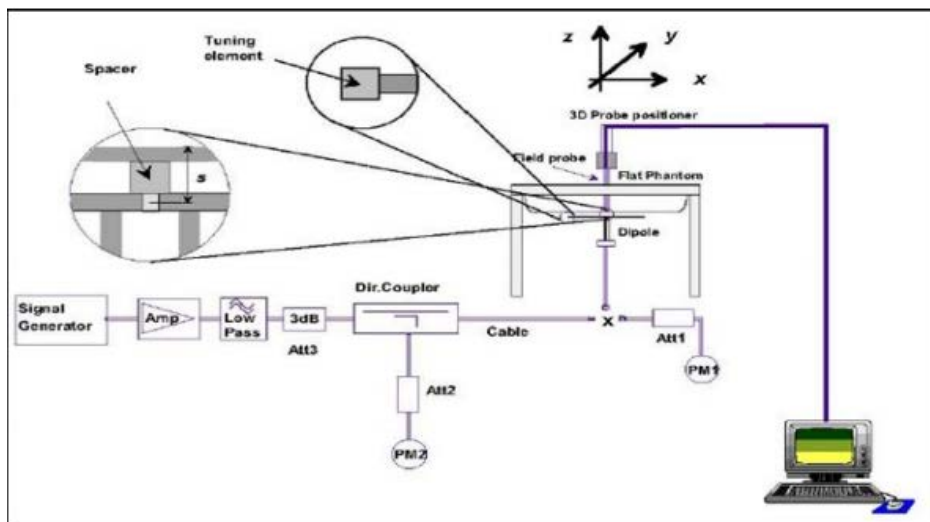 Tuning
element
Spacer
z
y
x
3D Probe positioner
Field probe
Flat Phantom
s
Dipole
Dir.Coupler
Signal
Generator
Amp
Low
Pass
3dB
Att3
Cable
x
Att1
PM1
Att2
PM2